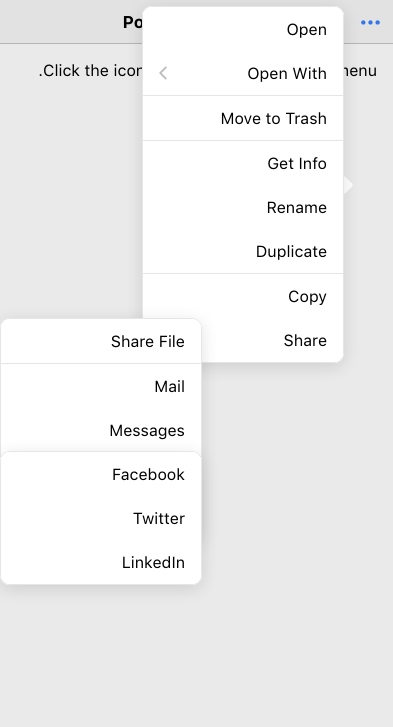 .Click the icon menu
Open
Open With
Move to Trash
Get Info
Rename
Duplicate
Copy
Share
Share File
Mail
Messages
Facebook
Twitter
LinkedIn